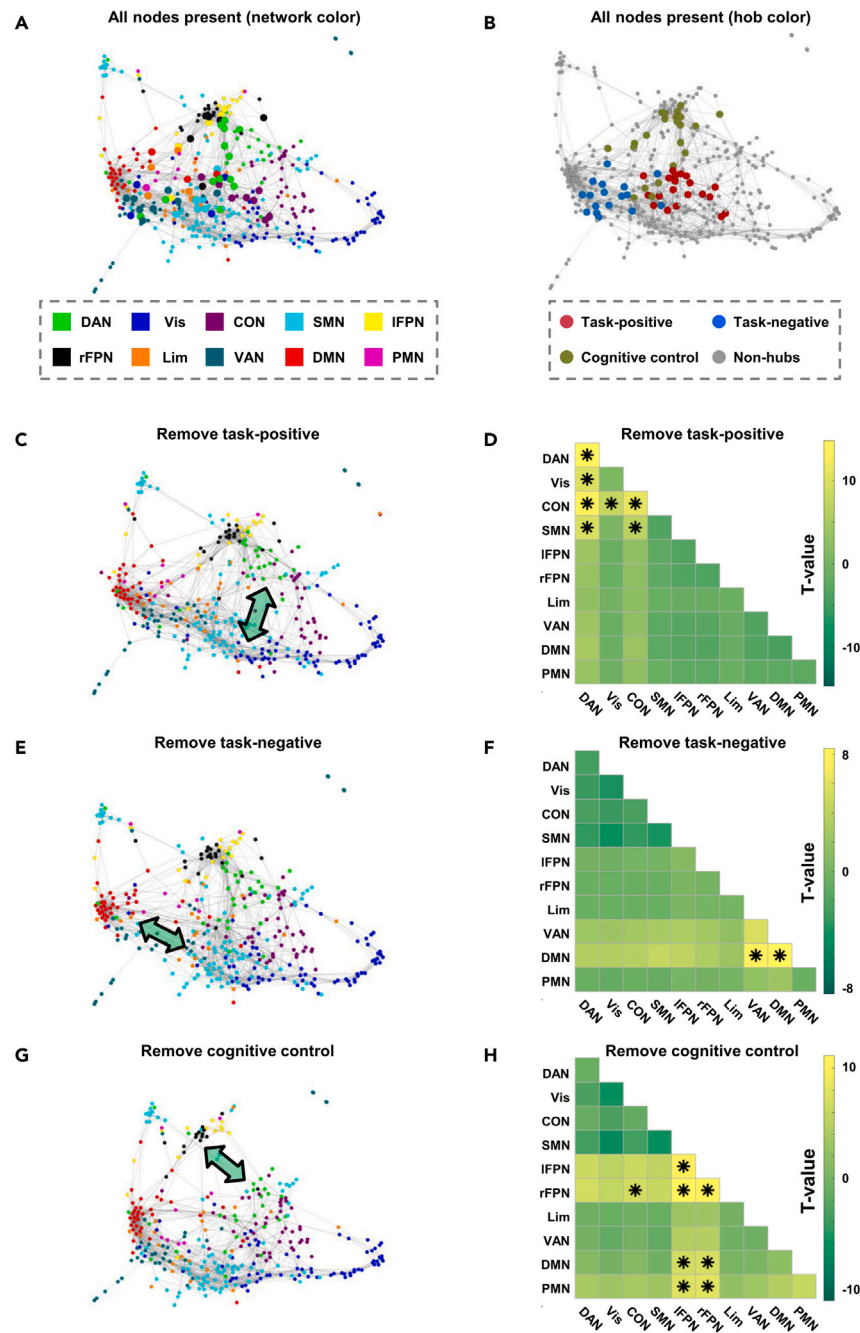 A
All nodes present (network color)
B
All nodes present (hob color)
DAN Vis CON SMN lFPN
rFPN Lim VAN DMN PMN
Task-positive Task-negative
Cognitive control Non-hubs
C
Remove task-positive
D
Remove task-positive
DAN
Vis
CON
SMN
lFPN
rFPN
Lim
VAN
DMN
PMN
DAN Vis CON SMN lFPN rFPN Lim VAN DMN PMN
10
0
-10
T-value
E
Remove task-negative
F
Remove task-negative
DAN
Vis
CON
SMN
lFPN
rFPN
Lim
VAN
DMN
PMN
DAN Vis CON SMN lFPN rFPN Lim VAN DMN PMN
8
0
-8
T-value
G
Remove cognitive control
H
Remove cognitive control
DAN
Vis
CON
SMN
lFPN
rFPN
Lim
VAN
DMN
PMN
DAN Vis CON SMN lFPN rFPN Lim VAN DMN PMN
10
0
-10
T-value